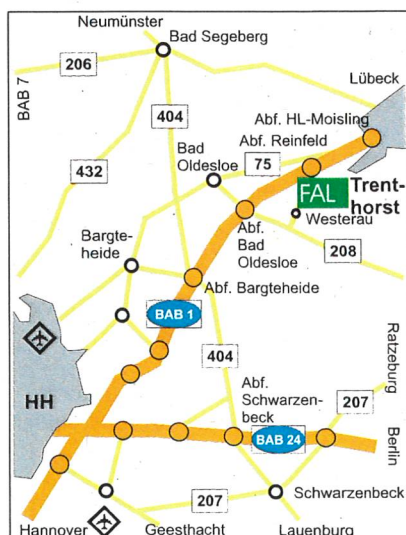 Neumünster
Bad Segeberg
206
BAB 7
Lübeck
404
Abf. HL-Moisling
Abf. Reinfeld
Bad
Oldesloe
75
432
FAL
Trent-
horst
Westerau
Abf.
Bad
Oldesloe
208
Bargte-
heide
Abf. Bargteheide
BAB 1
404
Ratzeburg
HH
Abf.
Schwarzen-
beck
207
Berlin
BAB 24
207
Schwarzenbeck
Hannover
Geesthacht
Lauenburg